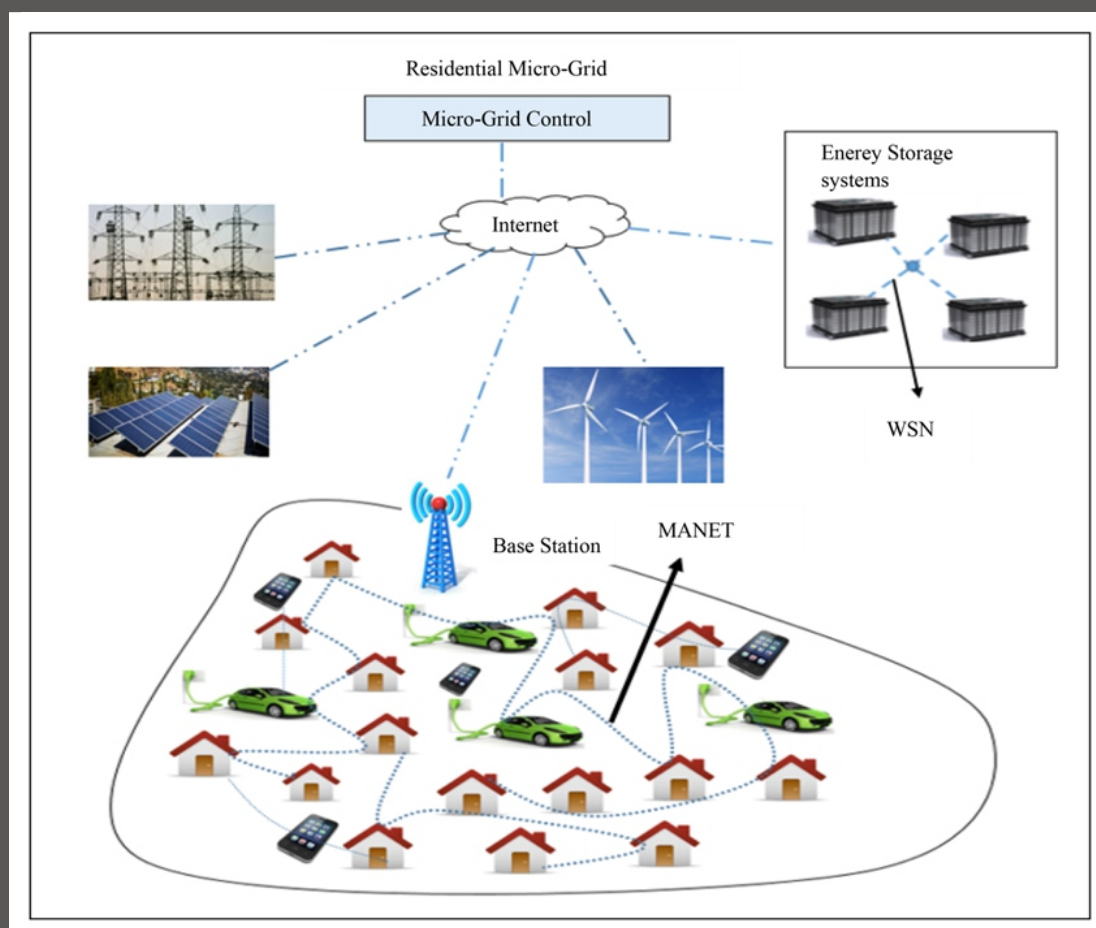 Residential Micro-Grid
Micro-Grid Control
Enerey Storage
systems
Internet
WSN
MANET
Base Station